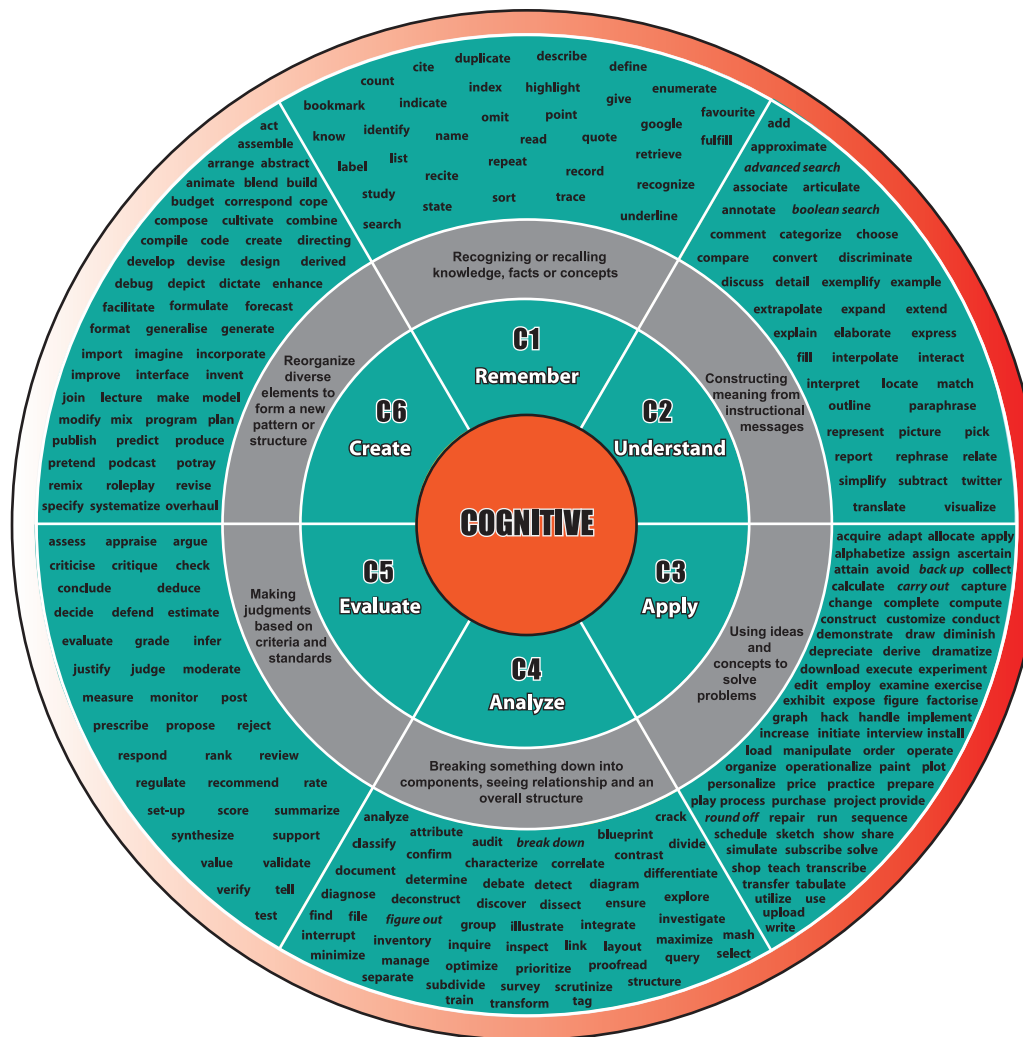 COGNITIVE
C1
Remember
Recognizing or recalling
knowledge, facts or concepts
cite duplicate describe define
count index highlight enumerate
bookmark indicate omit point give google favourite
know identify name read quote retrieve fulfill
label list recite repeat record recognize
study state sort trace underline
search
C2
Understand
Constructing
meaning from
instructional
messages
add
approximate
advanced search
associate articulate
annotate boolean search
comment categorize choose
compare convert discriminate
discuss detail exemplify example
extrapolate expand extend
explain elaborate express
fill interpolate interact
interpret locate match
outline paraphrase
represent picture pick
report rephrase relate
simplify subtract twitter
translate visualize
C3
Apply
Using ideas
and
concepts to
solve
problems
acquire adapt allocate apply
alphabetize assign ascertain
attain avoid back up collect
calculate carry out capture
change complete compute
construct customize conduct
demonstrate draw diminish
depreciate derive dramatize
download execute experiment
edit employ examine exercise
exhibit expose figure factorise
graph hack handle implement
increase initiate interview install
load manipulate order operate
organize operationalize paint plot
personalize price practice prepare
play process purchase project provide
round off repair run sequence
schedule sketch show share
simulate subscribe solve
shop teach transcribe
transfer tabulate
utilize use
upload
write
C4
Analyze
Breaking something down into
components, seeing relationship and an
overall structure
analyze crack
classify attribute audit break down blueprint divide
document confirm characterize correlate contrast differentiate
diagnose determine debate detect diagram explore
deconstruct discover dissect ensure
find file figure out group illustrate integrate investigate
interrupt inventory inquire inspect link layout maximize mash
minimize manage optimize prioritize proofread query select
separate subdivide survey scrutinize structure
train transform tag
C5
Evaluate
Making
judgments
based on
criteria and
standards
assess appraise argue
criticise critique check
conclude deduce
decide defend estimate
evaluate grade infer
justify judge moderate
measure monitor post
prescribe propose reject
respond rank review
regulate recommend rate
set-up score summarize
synthesize support
value validate
verify tell
test
C6
Create
Reorganize
diverse
elements to
form a new
pattern or
structure
act
assemble
arrange abstract
animate blend build
budget correspond cope
compose cultivate combine
compile code create directing
develop devise design derived
debug depict dictate enhance
facilitate formulate forecast
format generalise generate
import imagine incorporate
improve interface invent
join lecture make model
modify mix program plan
publish predict produce
pretend podcast potray
remix roleplay revise
specify systematize overhaul